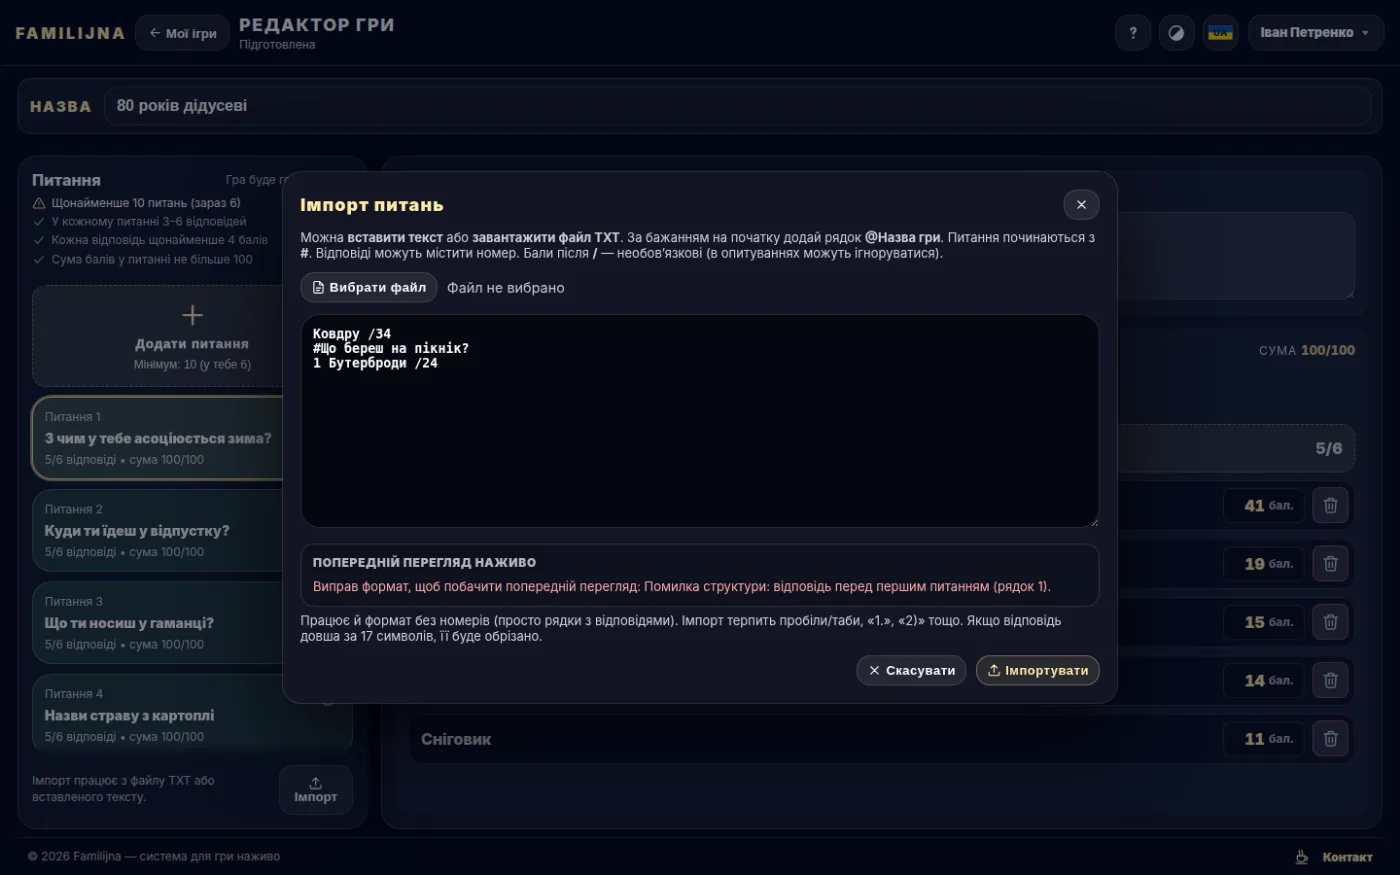 FAMILIJNA
← Мої ігри
РЕДАКТОР ГРИ
Підготовлена
?
UA
Іван Петренко
НАЗВА
80 років дідусеві
Питання
Гра буде
Щонайменше 10 питань (зараз 6)
У кожному питанні 3–6 відповідей
Кожна відповідь щонайменше 4 балів
Сума балів у питанні не більше 100
Додати питання
Мінімум: 10 (у тебе 6)
Питання 1
З чим у тебе асоціюється зима?
5/6 відповіді • сума 100/100
Питання 2
Куди ти їдеш у відпустку?
5/6 відповіді • сума 100/100
Питання 3
Що ти носиш у гаманці?
5/6 відповіді • сума 100/100
Питання 4
Назви страву з картоплі
5/6 відповіді • сума 100/100
Імпорт працює з файлу TXT або
вставленого тексту.
Імпорт
Імпорт питань
Можна вставити текст або завантажити файл TXT. За бажанням на початку додай рядок @Назва гри. Питання починаються з
#. Відповіді можуть містити номер. Бали після / — необов’язкові (в опитуваннях можуть ігноруватися).
Вибрати файл
Файл не вибрано
Ковдру /34
#Що береш на пікнік?
1 Бутерброди /24
ПОПЕРЕДНІЙ ПЕРЕГЛЯД НАЖИВО
Виправ формат, щоб побачити попередній перегляд: Помилка структури: відповідь перед першим питанням (рядок 1).
Працює й формат без номерів (просто рядки з відповідями). Імпорт терпить пробіли/таби, «1.», «2)» тощо. Якщо відповідь
довша за 17 символів, її буде обрізано.
Скасувати
Імпортувати
СУМА 100/100
5/6
41 бал.
19 бал.
15 бал.
14 бал.
Сніговик
11 бал.
© 2026 Familijna — система для гри наживо
Контакт